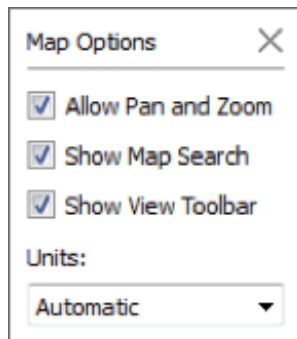 Map Options
Allow Pan and Zoom
Show Map Search
Show View Toolbar
Units:
Automatic